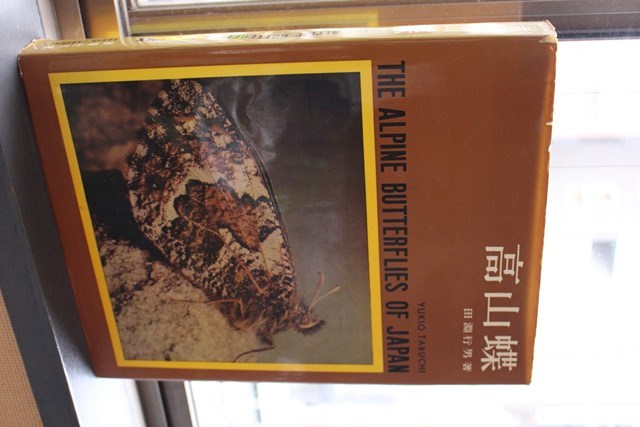 高山蝶
田淵行男 著
YUKIO TABUCHI
THE ALPINE BUTTERFLIES OF JAPAN